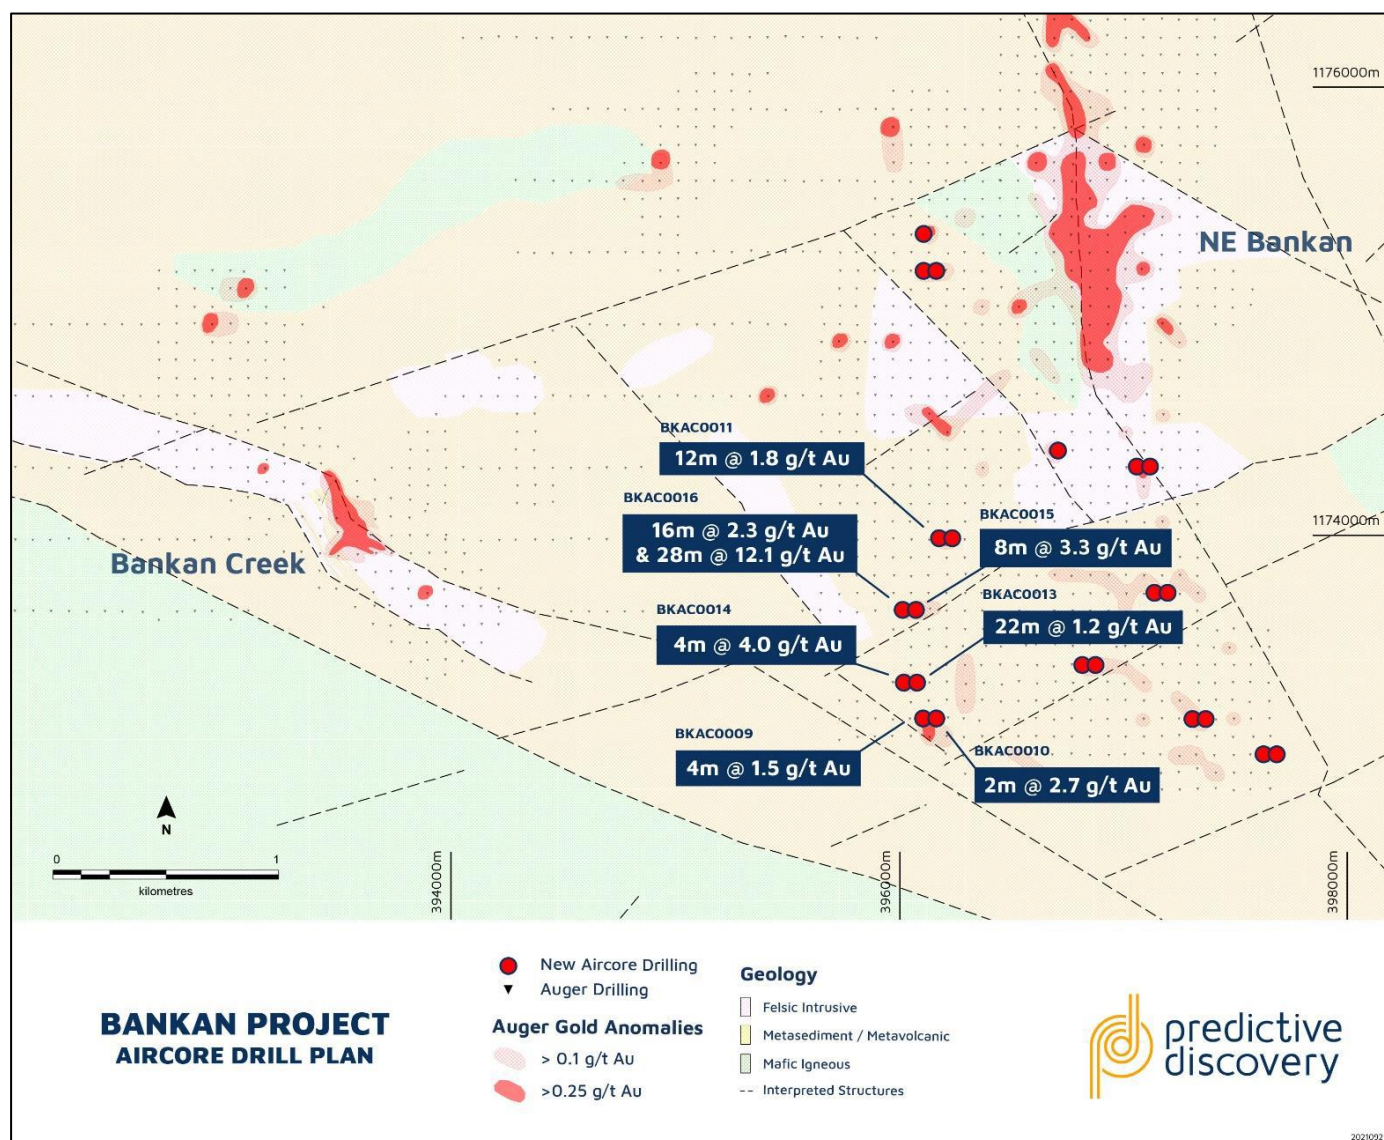 1176000m
NE Bankan
BKAC0011
12m @ 1.8 g/t Au
BKAC0016
16m @ 2.3 g/t Au
& 28m @ 12.1 g/t Au
BKAC0015
8m @ 3.3 g/t Au
1174000m
Bankan Creek
BKAC0014
4m @ 4.0 g/t Au
BKAC0013
22m @ 1.2 g/t Au
BKAC0009
4m @ 1.5 g/t Au
BKAC0010
2m @ 2.7 g/t Au
N
0 1
kilometres
394000m
396000m
398000m
BANKAN PROJECT
AIRCORE DRILL PLAN
New Aircore Drilling
Auger Drilling
Auger Gold Anomalies
> 0.1 g/t Au
>0.25 g/t Au
Geology
Felsic Intrusive
Metasediment / Metavolcanic
Mafic Igneous
Interpreted Structures
predictive
discovery